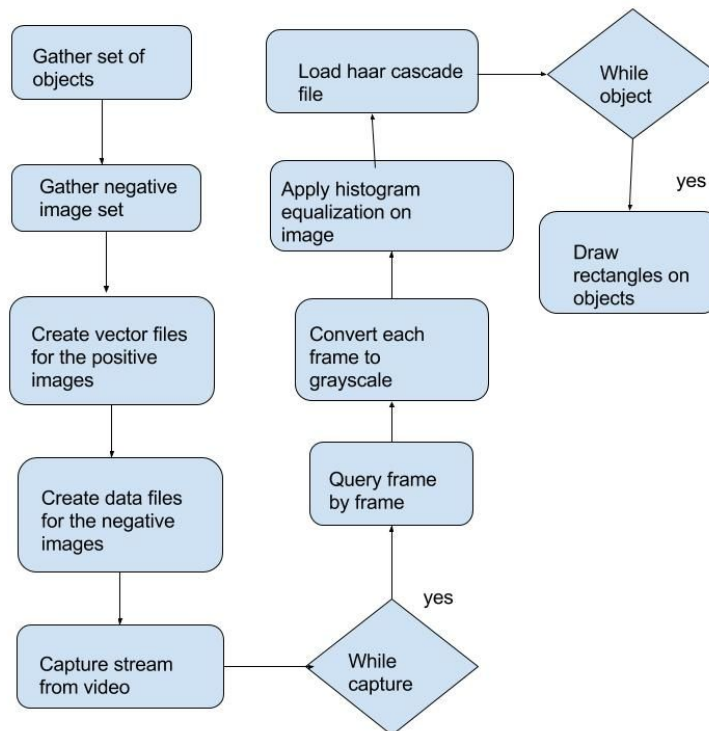 Gather set of
objects
Gather negative
image set
Create vector files
for the positive
images
Create data files
for the negative
images
Capture stream
from video
While
capture
yes
Query frame
by frame
Convert each
frame to
grayscale
Apply histogram
equalization on
image
Load haar cascade
file
While
object
yes
Draw
rectangles on
objects